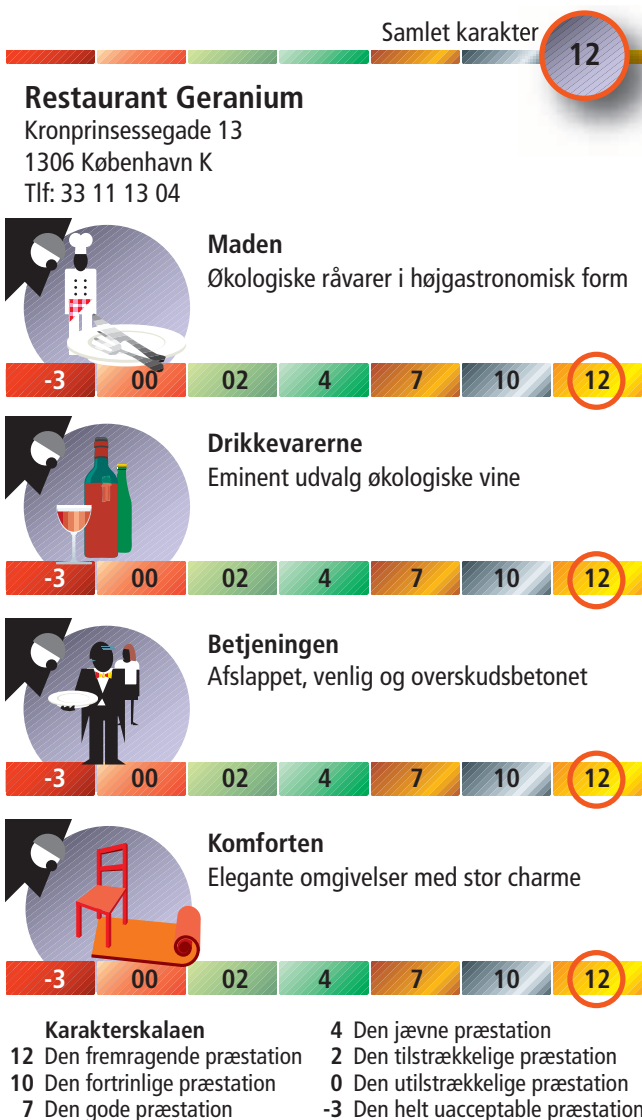 Samlet karakter
12
Restaurant Geranium
Kronprinsessegade 13
1306 København K
Tlf: 33 11 13 04
Maden
Økologiske råvarer i højgastronomisk form
-3 00 02 4 7 10 12
Drikkevarerne
Eminent udvalg økologiske vine
-3 00 02 4 7 10 12
Betjeningen
Afslappet, venlig og overskudsbetonet
-3 00 02 4 7 10 12
Komforten
Elegante omgivelser med stor charme
-3 00 02 4 7 10 12
Karakterskalaen
12 Den fremragende præstation
10 Den fortrinlige præstation
7 Den gode præstation
4 Den jævne præstation
2 Den tilstrækkelige præstation
0 Den utilstrækkelige præstation
-3 Den helt uacceptable præstation